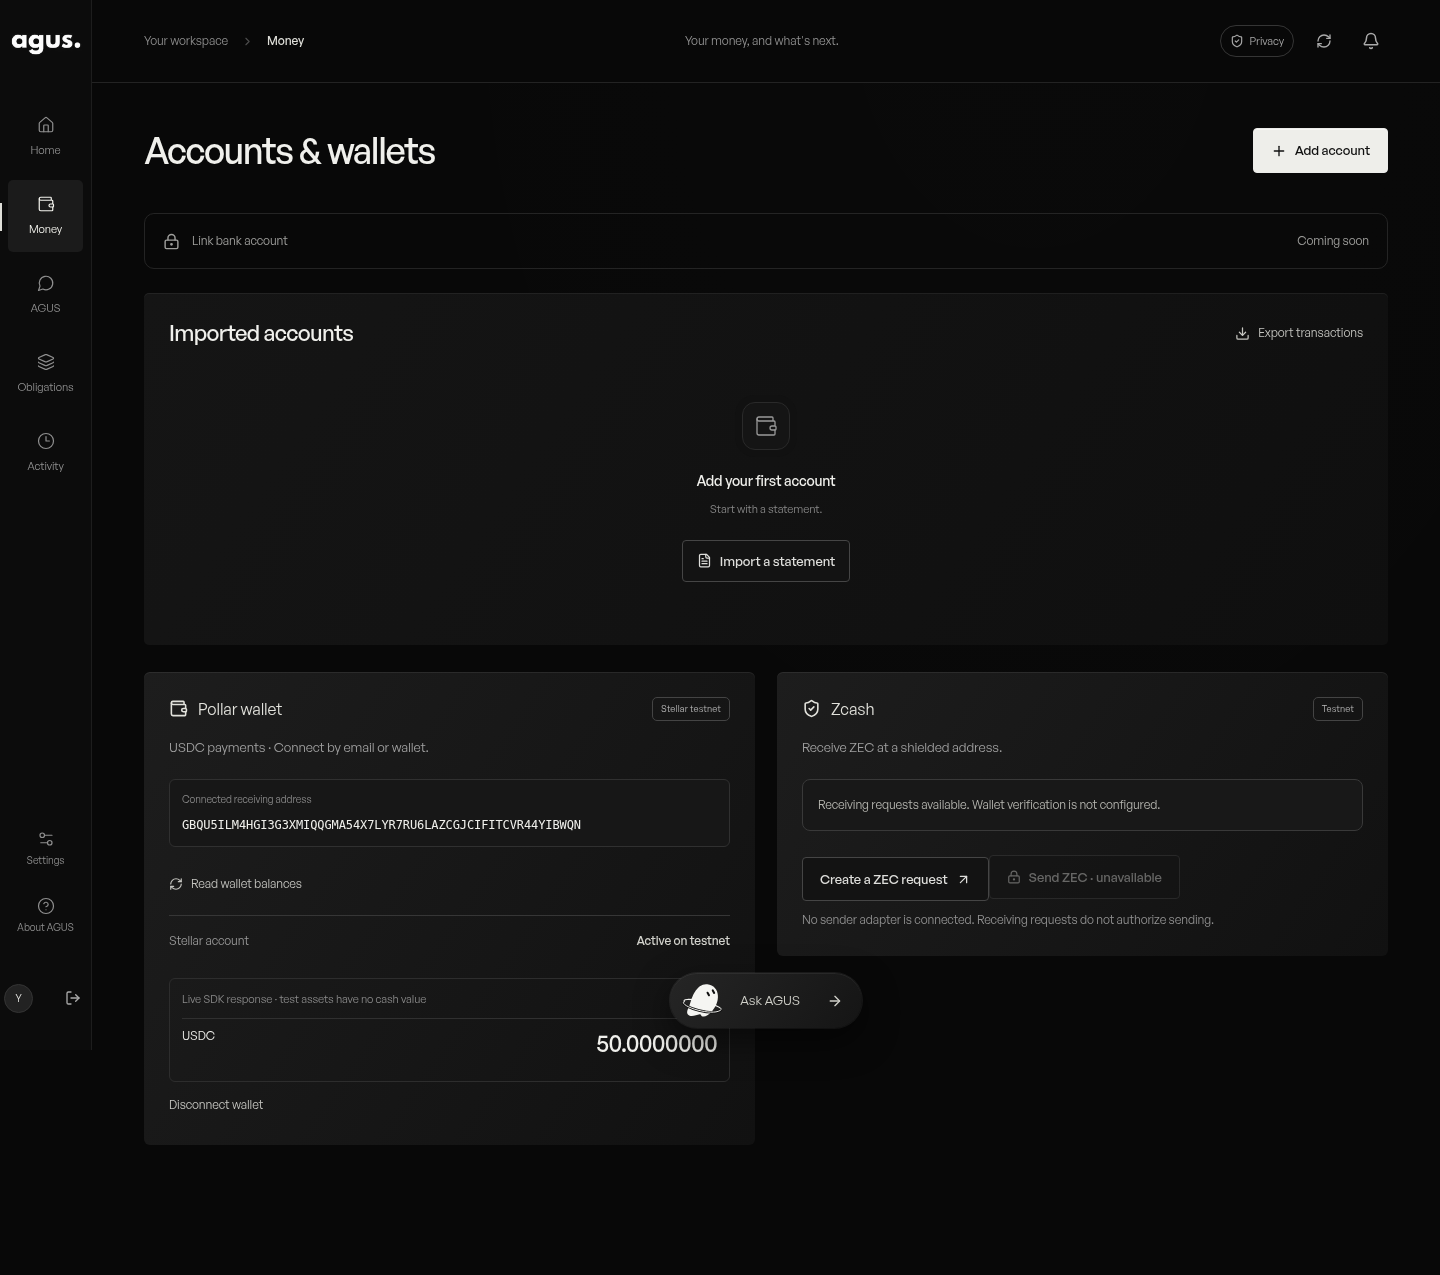 agus.
Your workspace > Money
Your money, and what's next.
Privacy
Home
Money
AGUS
Obligations
Activity
Settings
About AGUS
Y
Accounts & wallets
Add account
Link bank account
Coming soon
Imported accounts
Export transactions
Add your first account
Start with a statement.
Import a statement
Pollar wallet
Stellar testnet
USDC payments · Connect by email or wallet.
Connected receiving address
GBQU5ILM4HGI3G3XMIQQGMA54X7LYR7RU6LAZCGJCIFITCVR44YIBWQN
Read wallet balances
Stellar account
Active on testnet
Live SDK response · test assets have no cash value
USDC
50.0000000
Disconnect wallet
Zcash
Testnet
Receive ZEC at a shielded address.
Receiving requests available. Wallet verification is not configured.
Create a ZEC request
Send ZEC · unavailable
No sender adapter is connected. Receiving requests do not authorize sending.
Ask AGUS